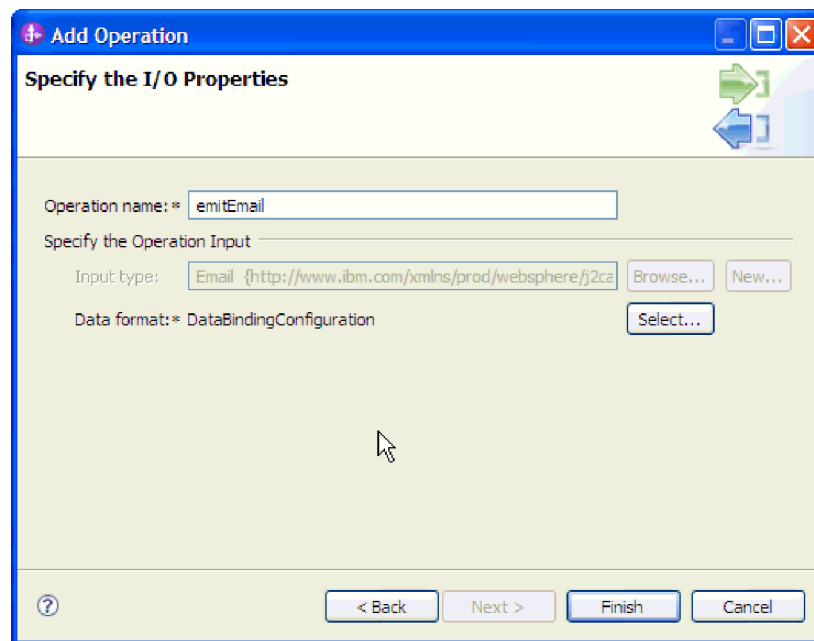 Add Operation
Specify the I/O Properties
Operation name:* emitEmail
Specify the Operation Input
Input type: Email {http://www.ibm.com/xmlns/prod/websphere/j2ca Browse... New...
Data format:* DataBindingConfiguration Select...
? < Back Next > Finish Cancel